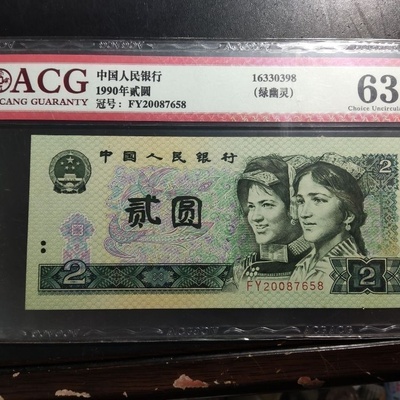 ACG
CANG GUARANTY
中国人民银行
1990年贰圆
冠号: FY20087658
16330398
(绿幽灵)
63
Choice Uncircula
中国人民银行
贰圆
2
2
FY20087658
2